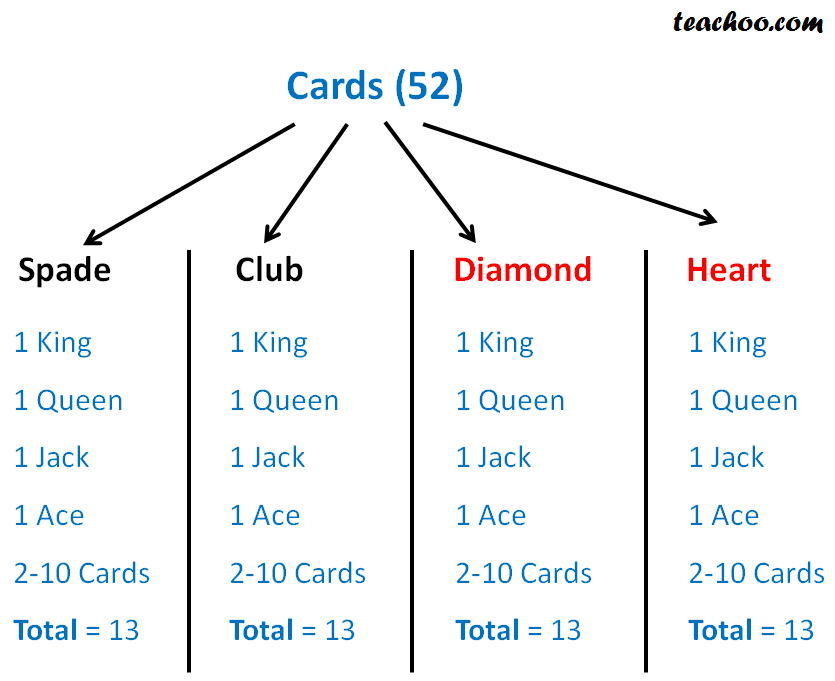 teachoo.com
Cards (52)
Spade
1 King
1 Queen
1 Jack
1 Ace
2-10 Cards
Total = 13
Club
1 King
1 Queen
1 Jack
1 Ace
2-10 Cards
Total = 13
Diamond
1 King
1 Queen
1 Jack
1 Ace
2-10 Cards
Total = 13
Heart
1 King
1 Queen
1 Jack
1 Ace
2-10 Cards
Total = 13